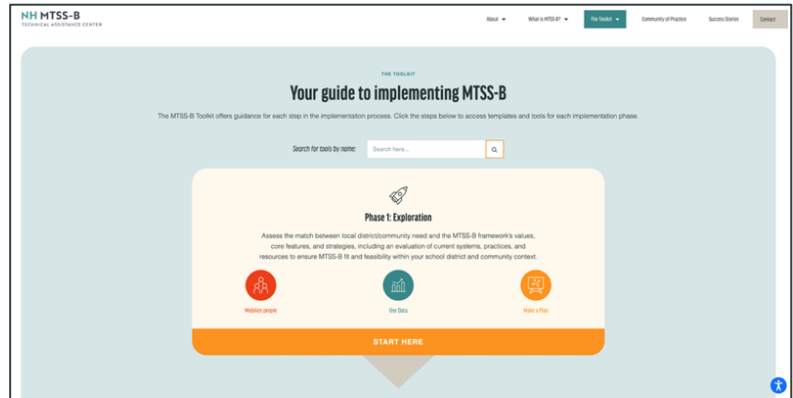 NH MTSS-B
TECHNICAL ASSISTANCE CENTER
About
What is MTSS-B?
The Toolkit
Community of Practice
Success Stories
Contact
THE TOOLKIT
Your guide to implementing MTSS-B
The MTSS-B Toolkit offers guidance for each step in the implementation process. Click the steps below to access templates and tools for each implementation phase.
Search for tools by name:
Search here...
Phase 1: Exploration
Assess the match between local district/community need and the MTSS-B framework's values,
core features, and strategies, including an evaluation of current systems, practices, and
resources to ensure MTSS-B fit and feasibility within your school district and community context.
Mobilize people
Use Data
Make a Plan
START HERE